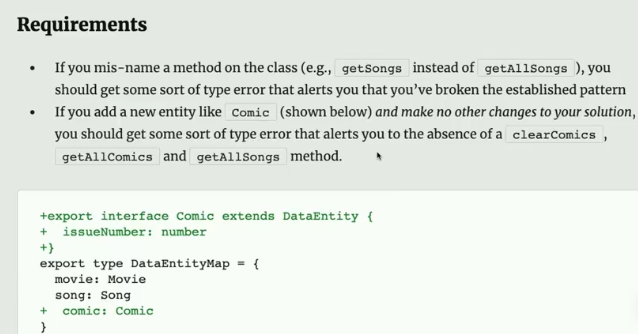 Requirements
• If you mis-name a method on the class (e.g., getSongs instead of getAllSongs ), you
should get some sort of type error that alerts you that you’ve broken the established pattern
• If you add a new entity like Comic (shown below) and make no other changes to your solution,
you should get some sort of type error that alerts you to the absence of a clearComics ,
getAllComics and getAllSongs method.
+export interface Comic extends DataEntity {
+  issueNumber: number
+}
export type DataEntityMap = {
  movie: Movie
  song: Song
+  comic: Comic
}